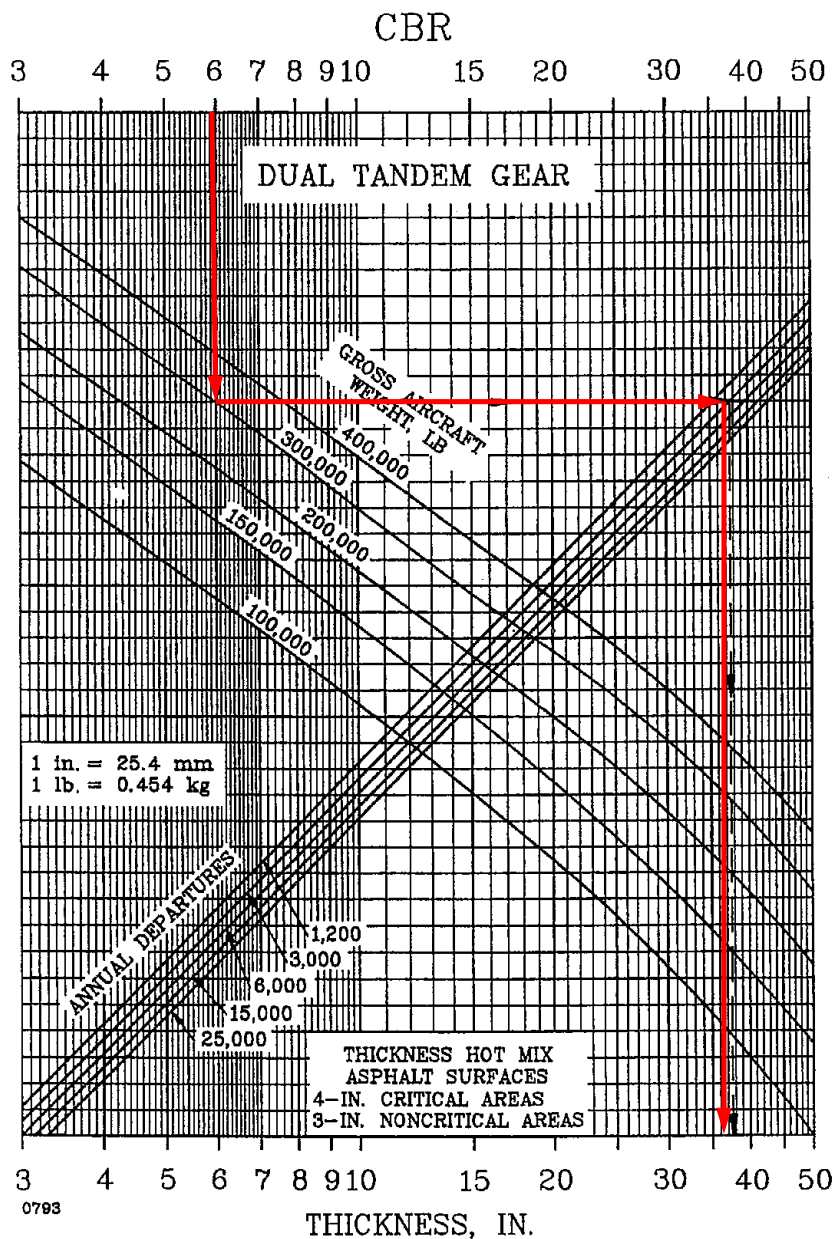 CBR
3 4 5 6 7 8 9 10 15 20 30 40 50
DUAL TANDEM GEAR
GROSS AIRCRAFT
WEIGHT, LB
400,000
300,000
200,000
150,000
100,000
1 in. = 25.4 mm
1 lb. = 0.454 kg
ANNUAL DEPARTURES
1,200
3,000
6,000
15,000
25,000
THICKNESS HOT MIX
ASPHALT SURFACES
4-IN. CRITICAL AREAS
3-IN. NONCRITICAL AREAS
3 4 5 6 7 8 9 10 15 20 30 40 50
0793
THICKNESS, IN.